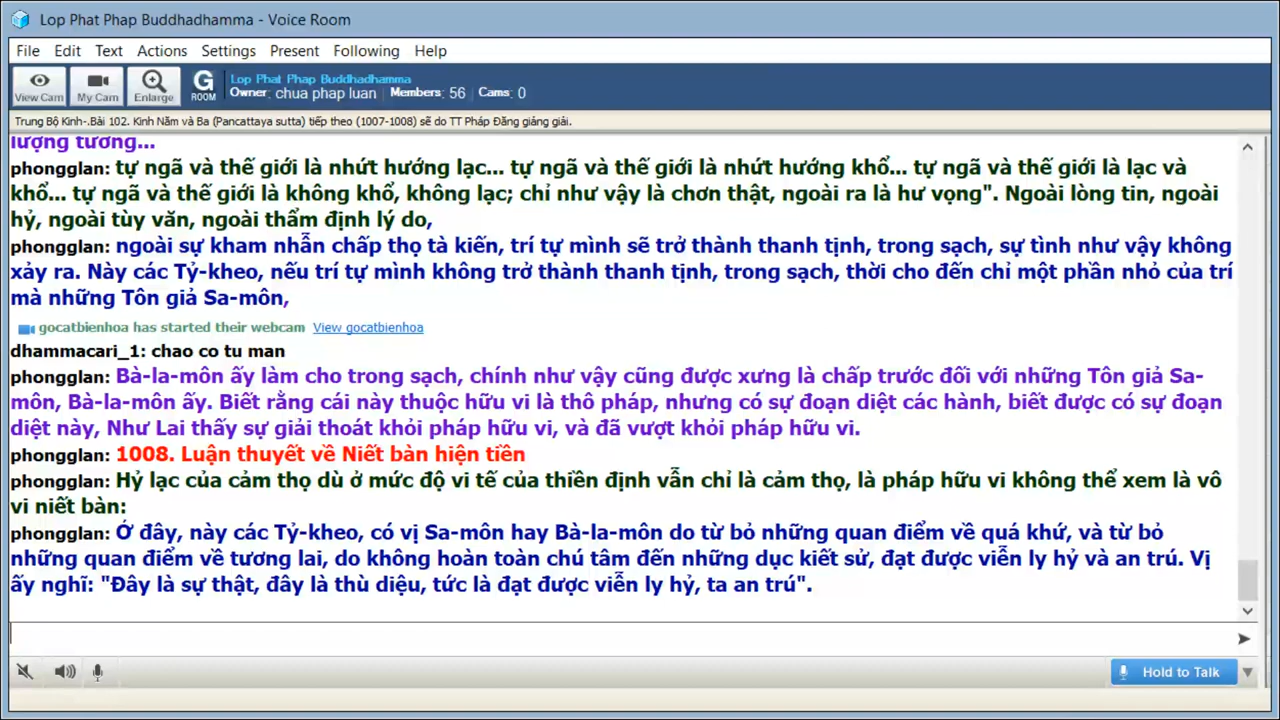 Lop Phat Phap Buddhadhamma - Voice Room
File Edit Text Actions Settings Present Following Help
View Cam My Cam Enlarge G ROOM
Lop Phat Phap Buddhadhamma
Owner: chua phap luan Members: 56 Cams: 0
Trung Bộ Kinh-.Bài 102. Kinh Năm và Ba (Pancattaya sutta) tiếp theo (1007-1008) sẽ do TT Pháp Đăng giảng giải.
lượng tưởng...
phongglan: tự ngã và thế giới là nhứt hướng lạc... tự ngã và thế giới là nhứt hướng khổ... tự ngã và thế giới là lạc và
khổ... tự ngã và thế giới là không khổ, không lạc; chỉ như vậy là chơn thật, ngoài ra là hư vọng". Ngoài lòng tin, ngoài
hỷ, ngoài tùy văn, ngoài thẩm định lý do,
phongglan: ngoài sự kham nhẫn chấp thọ tà kiến, trí tự mình sẽ trở thành thanh tịnh, trong sạch, sự tình như vậy không
xảy ra. Này các Tỷ-kheo, nếu trí tự mình không trở thành thanh tịnh, trong sạch, thời cho đến chỉ một phần nhỏ của trí
mà những Tôn giả Sa-môn,
gocatbienhoa has started their webcam View gocatbienhoa
dhammacari_1: chao co tu man
phongglan: Bà-la-môn ấy làm cho trong sạch, chính như vậy cũng được xưng là chấp trước đối với những Tôn giả Sa-
môn, Bà-la-môn ấy. Biết rằng cái này thuộc hữu vi là thô pháp, nhưng có sự đoạn diệt các hành, biết được có sự đoạn
diệt này, Như Lai thấy sự giải thoát khỏi pháp hữu vi, và đã vượt khỏi pháp hữu vi.
phongglan: 1008. Luận thuyết về Niết bàn hiện tiền
phongglan: Hỷ lạc của cảm thọ dù ở mức độ vi tế của thiền định vẫn chỉ là cảm thọ, là pháp hữu vi không thể xem là vô
vi niết bàn:
phongglan: Ở đây, này các Tỷ-kheo, có vị Sa-môn hay Bà-la-môn do từ bỏ những quan điểm về quá khứ, và từ bỏ
những quan điểm về tương lai, do không hoàn toàn chú tâm đến những dục kiết sử, đạt được viễn ly hỷ và an trú. Vị
ấy nghĩ: "Đây là sự thật, đây là thù diệu, tức là đạt được viễn ly hỷ, ta an trú".
Hold to Talk